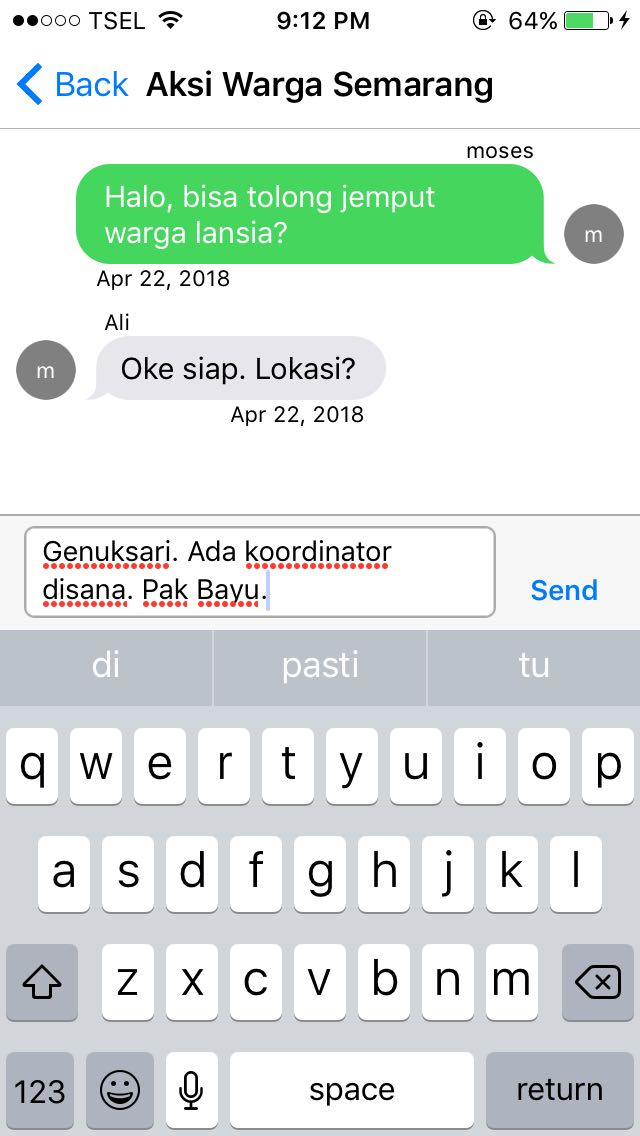 TSEL 9:12 PM 64%
Back Aksi Warga Semarang
moses
Halo, bisa tolong jemput
warga lansia?
m
Apr 22, 2018
Ali
m
Oke siap. Lokasi?
Apr 22, 2018
Genuksari. Ada koordinator
disana. Pak Bayu.
Send
di pasti tu
q w e r t y u i o p
a s d f g h j k l
z x c v b n m
123 space return